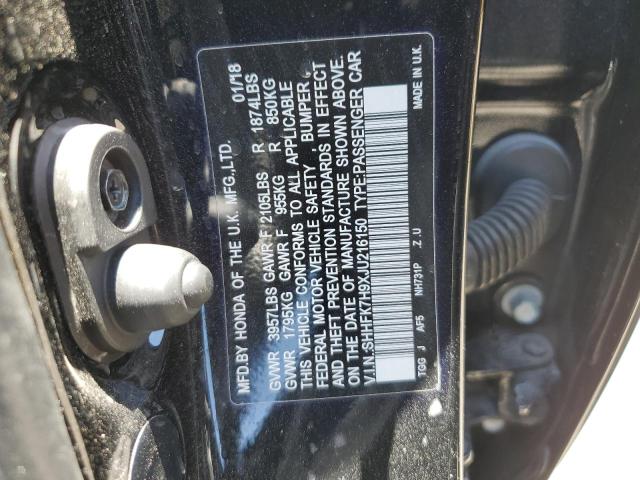 MFD.BY HONDA OF THE U.K. MFG.,LTD. 01/18
GVWR 3957LBS GAWR F 2105LBS R 1874LBS
GVWR 1795KG GAWR F 955KG R 850KG
THIS VEHICLE CONFORMS TO ALL APPLICABLE
FEDERAL MOTOR VEHICLE SAFETY , BUMPER ,
AND THEFT PREVENTION STANDARDS IN EFFECT
ON THE DATE OF MANUFACTURE SHOWN ABOVE.
V.I.N.:SHHFK7H9XJU216150 TYPE:PASSENGER CAR
TGG J AF5 NH731P .Z.U MADE IN U.K.